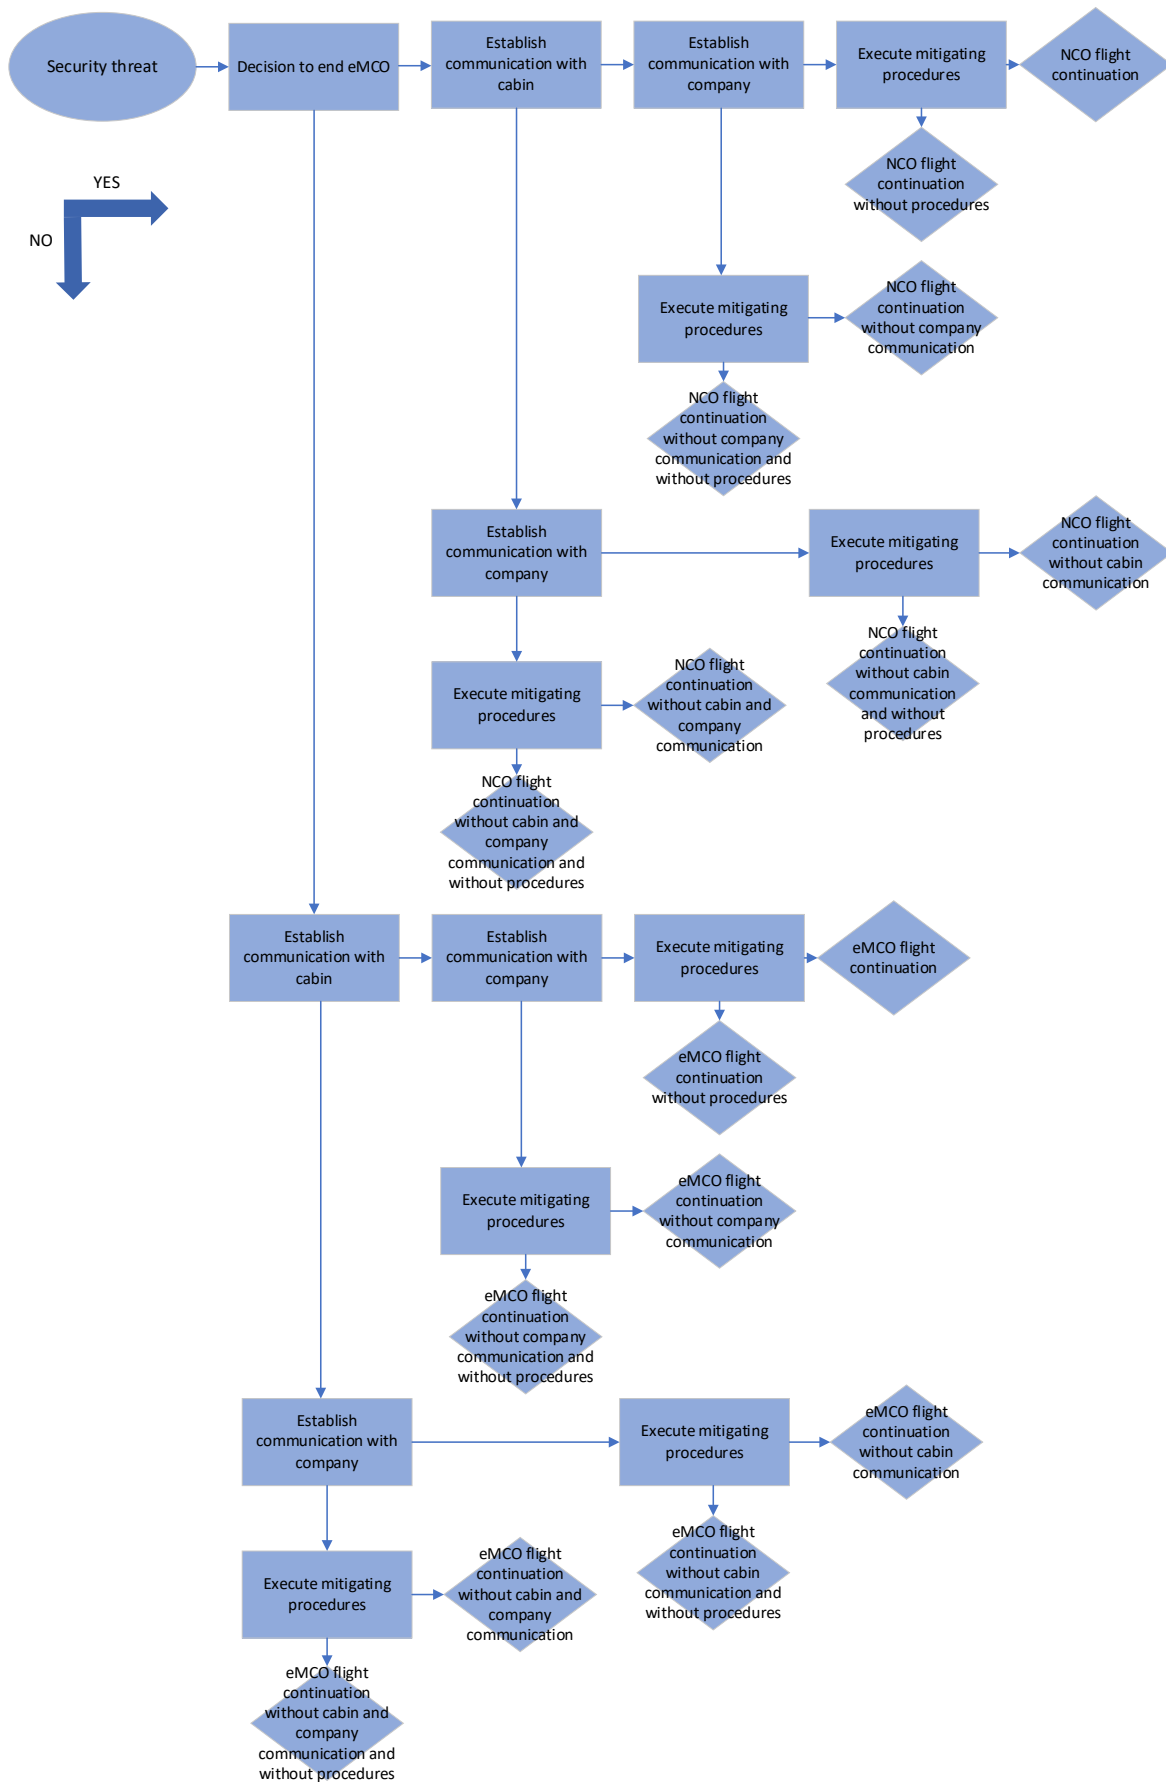 Security threat
Decision to end eMCO
Establish
communication with
cabin
Establish
communication with
company
Execute mitigating
procedures
NCO flight
continuation
NCO flight
continuation
without procedures
YES
NO
Execute mitigating
procedures
NCO flight
continuation
without company
communication
NCO flight
continuation
without company
communication and
without procedures
Establish
communication with
company
Execute mitigating
procedures
NCO flight
continuation
without cabin
communication
NCO flight
continuation
without cabin
communication
and without
procedures
Execute mitigating
procedures
NCO flight
continuation
without cabin and
company
communication
NCO flight
continuation
without cabin and
company
communication and
without procedures
Establish
communication with
cabin
Establish
communication with
company
Execute mitigating
procedures
eMCO flight
continuation
eMCO flight
continuation
without procedures
Execute mitigating
procedures
eMCO flight
continuation
without company
communication
eMCO flight
continuation
without company
communication and
without procedures
Establish
communication with
company
Execute mitigating
procedures
eMCO flight
continuation
without cabin
communication
eMCO flight
continuation
without cabin
communication and
without procedures
Execute mitigating
procedures
eMCO flight
continuation
without cabin and
company
communication
eMCO flight
continuation
without cabin and
company
communication and
without procedures